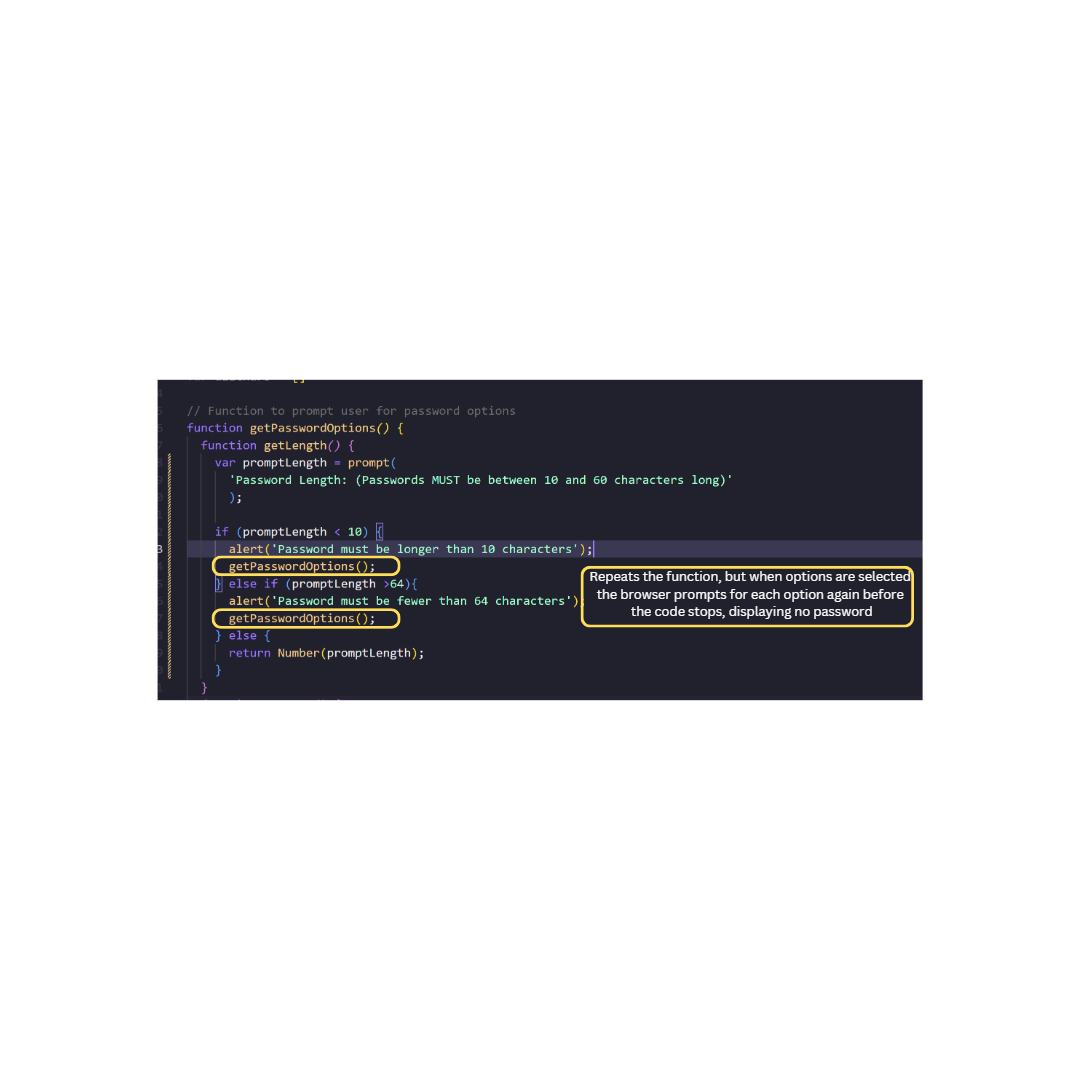 // Function to prompt user for password options
function getPasswordOptions() {
function getLength() {
var promptLength = prompt(
'Password Length: (Passwords MUST be between 10 and 60 characters long)'
);
if (promptLength < 10) {
alert('Password must be longer than 10 characters');
getPasswordOptions();
} else if (promptLength >64){
alert('Password must be fewer than 64 characters')
getPasswordOptions();
} else {
return Number(promptLength);
}
}
Repeats the function, but when options are selected
the browser prompts for each option again before
the code stops, displaying no password